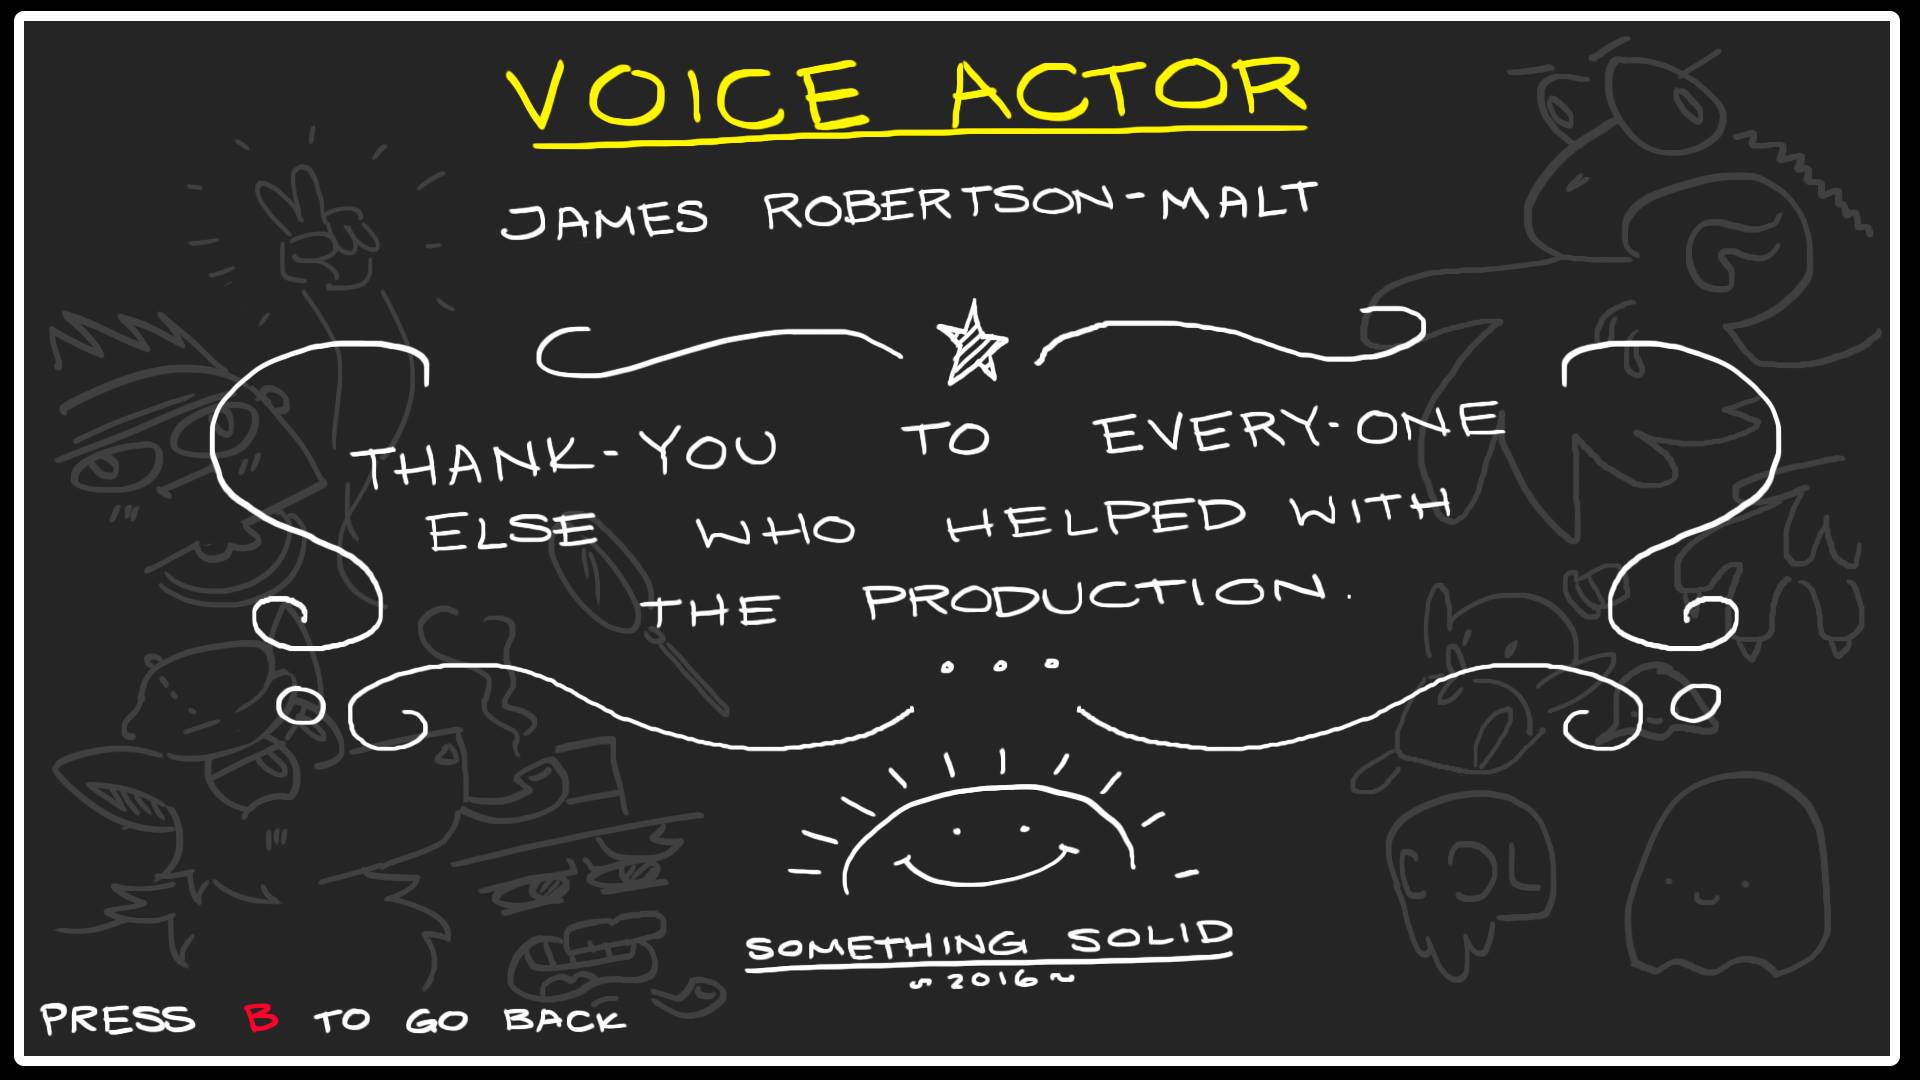 VOICE ACTOR
JAMES ROBERTSON-MALT
THANK-YOU TO EVERY-ONE
ELSE WHO HELPED WITH
THE PRODUCTION.
...
SOMETHING SOLID
~2016~
PRESS B TO GO BACK